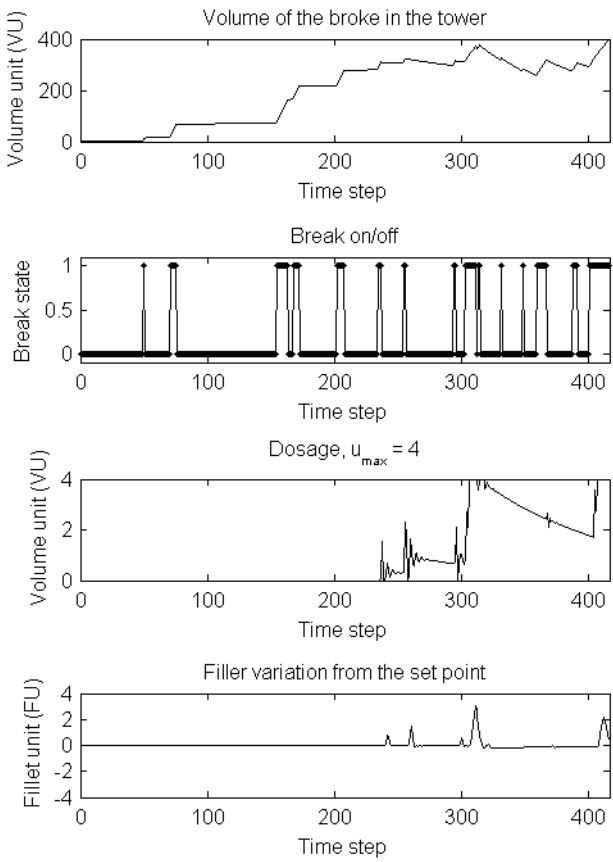 Volume of the broke in the tower
Volume unit (VU)
400
200
0
0 100 200 300 400
Time step
Break on/off
Break state
1
0.5
0
0 100 200 300 400
Time step
Dosage, u_max = 4
Volume unit (VU)
4
2
0
0 100 200 300 400
Time step
Filler variation from the set point
Fillet unit (FU)
4
2
0
-2
-4
0 100 200 300 400
Time step